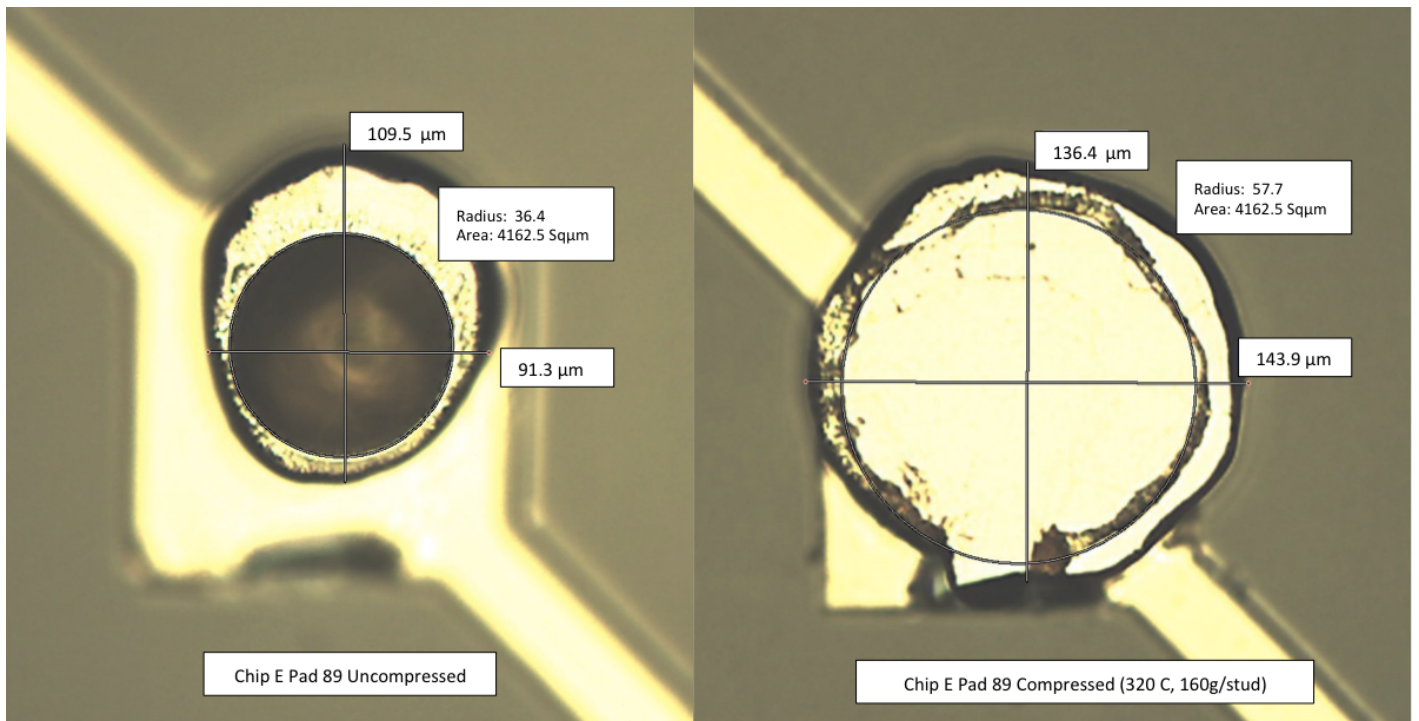 109.5 µm
Radius: 36.4
Area: 4162.5 Sqµm
91.3 µm
Chip E Pad 89 Uncompressed
136.4 µm
Radius: 57.7
Area: 4162.5 Sqµm
143.9 µm
Chip E Pad 89 Compressed (320 C, 160g/stud)